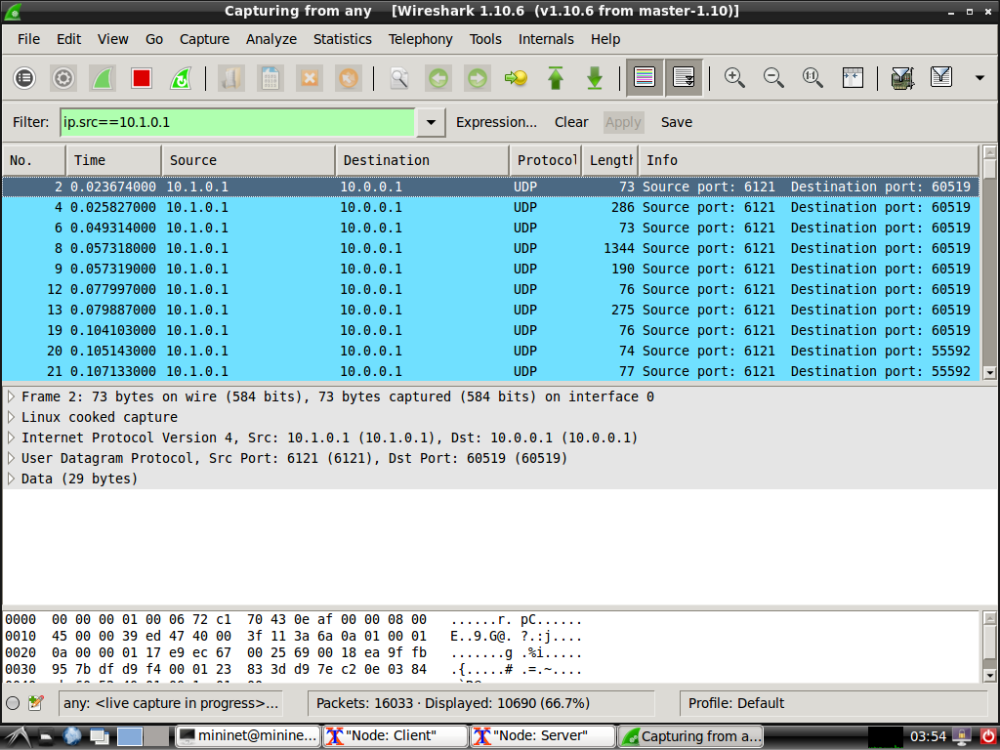 Capturing from any   [Wireshark 1.10.6  (v1.10.6 from master-1.10)]
File Edit View Go Capture Analyze Statistics Telephony Tools Internals Help
Filter: ip.src==10.1.0.1 Expression... Clear Apply Save
No. Time Source Destination Protocol Length Info
2 0.023674000 10.1.0.1 10.0.0.1 UDP 73 Source port: 6121  Destination port: 60519
4 0.025827000 10.1.0.1 10.0.0.1 UDP 286 Source port: 6121  Destination port: 60519
6 0.049314000 10.1.0.1 10.0.0.1 UDP 73 Source port: 6121  Destination port: 60519
8 0.057318000 10.1.0.1 10.0.0.1 UDP 1344 Source port: 6121  Destination port: 60519
9 0.057319000 10.1.0.1 10.0.0.1 UDP 190 Source port: 6121  Destination port: 60519
12 0.077997000 10.1.0.1 10.0.0.1 UDP 76 Source port: 6121  Destination port: 60519
13 0.079887000 10.1.0.1 10.0.0.1 UDP 275 Source port: 6121  Destination port: 60519
19 0.104103000 10.1.0.1 10.0.0.1 UDP 76 Source port: 6121  Destination port: 60519
20 0.105143000 10.1.0.1 10.0.0.1 UDP 74 Source port: 6121  Destination port: 55592
21 0.107133000 10.1.0.1 10.0.0.1 UDP 77 Source port: 6121  Destination port: 55592
Frame 2: 73 bytes on wire (584 bits), 73 bytes captured (584 bits) on interface 0
Linux cooked capture
Internet Protocol Version 4, Src: 10.1.0.1 (10.1.0.1), Dst: 10.0.0.1 (10.0.0.1)
User Datagram Protocol, Src Port: 6121 (6121), Dst Port: 60519 (60519)
Data (29 bytes)
0000  00 00 00 01 00 06 72 c1  70 43 0e af 00 00 08 00   ......r. pC......
0010  45 00 00 39 ed 47 40 00  3f 11 3a 6a 0a 01 00 01   E..9.G@. ?.:j....
0020  0a 00 00 01 17 e9 ec 67  00 25 69 00 18 ea 9f fb   .......g .%i.....
0030  95 7b df d9 f4 00 01 23  83 3d d9 7e c2 0e 03 84   .{.....# .=.~....
any: <live capture in progress>... Packets: 16033 · Displayed: 10690 (66.7%) Profile: Default
mininet@minine... "Node: Client" "Node: Server" Capturing from a... 03:54